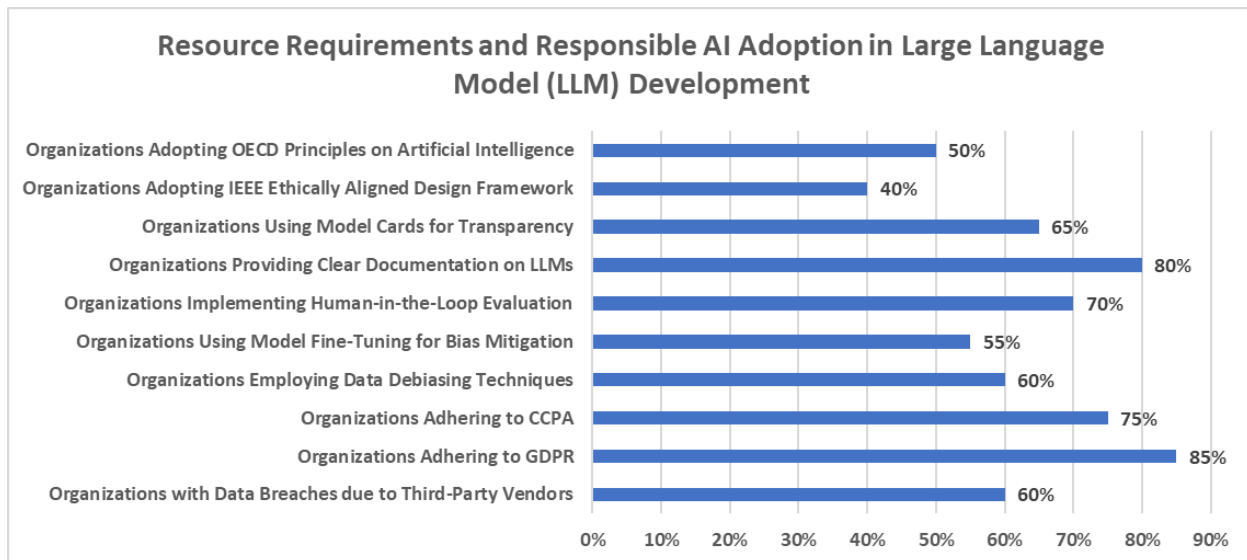 Resource Requirements and Responsible AI Adoption in Large Language
Model (LLM) Development
Organizations Adopting OECD Principles on Artificial Intelligence 50%
Organizations Adopting IEEE Ethically Aligned Design Framework 40%
Organizations Using Model Cards for Transparency 65%
Organizations Providing Clear Documentation on LLMs 80%
Organizations Implementing Human-in-the-Loop Evaluation 70%
Organizations Using Model Fine-Tuning for Bias Mitigation 55%
Organizations Employing Data Debiasing Techniques 60%
Organizations Adhering to CCPA 75%
Organizations Adhering to GDPR 85%
Organizations with Data Breaches due to Third-Party Vendors 60%
0% 10% 20% 30% 40% 50% 60% 70% 80% 90%